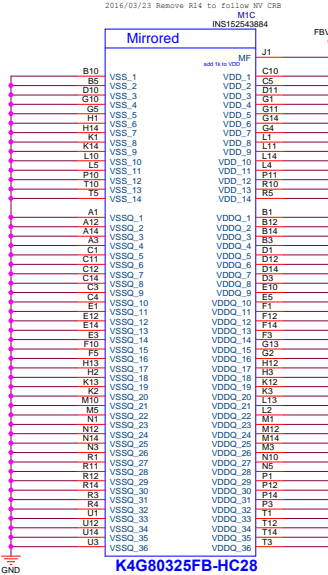 2016/03/23 Remove R14 to follow NV CRB
M1C
INS152543884
FBV
Mirrored
MF J1
add 1k to VDD
B10 VSS_1 VDD_1 C10
B5 VSS_2 VDD_2 C5
D10 VSS_3 VDD_3 D11
G10 VSS_4 VDD_4 G1
G5 VSS_5 VDD_5 G11
H1 VSS_6 VDD_6 G14
H14 VSS_7 VDD_7 G4
K1 VSS_8 VDD_8 L1
K14 VSS_9 VDD_9 L11
L10 VSS_10 VDD_10 L14
L5 VSS_11 VDD_11 L4
P10 VSS_12 VDD_12 P11
T10 VSS_13 VDD_13 R10
T5 VSS_14 VDD_14 R5
A1 VSSQ_1 VDDQ_1 B1
A12 VSSQ_2 VDDQ_2 B12
A14 VSSQ_3 VDDQ_3 B14
A3 VSSQ_4 VDDQ_4 B3
C1 VSSQ_5 VDDQ_5 D1
C11 VSSQ_6 VDDQ_6 D12
C12 VSSQ_7 VDDQ_7 D14
C14 VSSQ_8 VDDQ_8 D3
C3 VSSQ_9 VDDQ_9 E10
C4 VSSQ_10 VDDQ_10 E5
E1 VSSQ_11 VDDQ_11 F1
E12 VSSQ_12 VDDQ_12 F12
E14 VSSQ_13 VDDQ_13 F14
E3 VSSQ_14 VDDQ_14 F3
F10 VSSQ_15 VDDQ_15 G13
F5 VSSQ_16 VDDQ_16 G2
H13 VSSQ_17 VDDQ_17 H12
H2 VSSQ_18 VDDQ_18 H3
K13 VSSQ_19 VDDQ_19 K12
K2 VSSQ_20 VDDQ_20 K3
M10 VSSQ_21 VDDQ_21 L13
M5 VSSQ_22 VDDQ_22 L2
N1 VSSQ_23 VDDQ_23 M1
N12 VSSQ_24 VDDQ_24 M12
N14 VSSQ_25 VDDQ_25 M14
N3 VSSQ_26 VDDQ_26 M3
R1 VSSQ_27 VDDQ_27 N10
R11 VSSQ_28 VDDQ_28 N5
R12 VSSQ_29 VDDQ_29 P1
R14 VSSQ_30 VDDQ_30 P12
R3 VSSQ_31 VDDQ_31 P14
R4 VSSQ_32 VDDQ_32 P3
U1 VSSQ_33 VDDQ_33 T1
U12 VSSQ_34 VDDQ_34 T12
U14 VSSQ_35 VDDQ_35 T14
U3 VSSQ_36 VDDQ_36 T3
GND
K4G80325FB-HC28